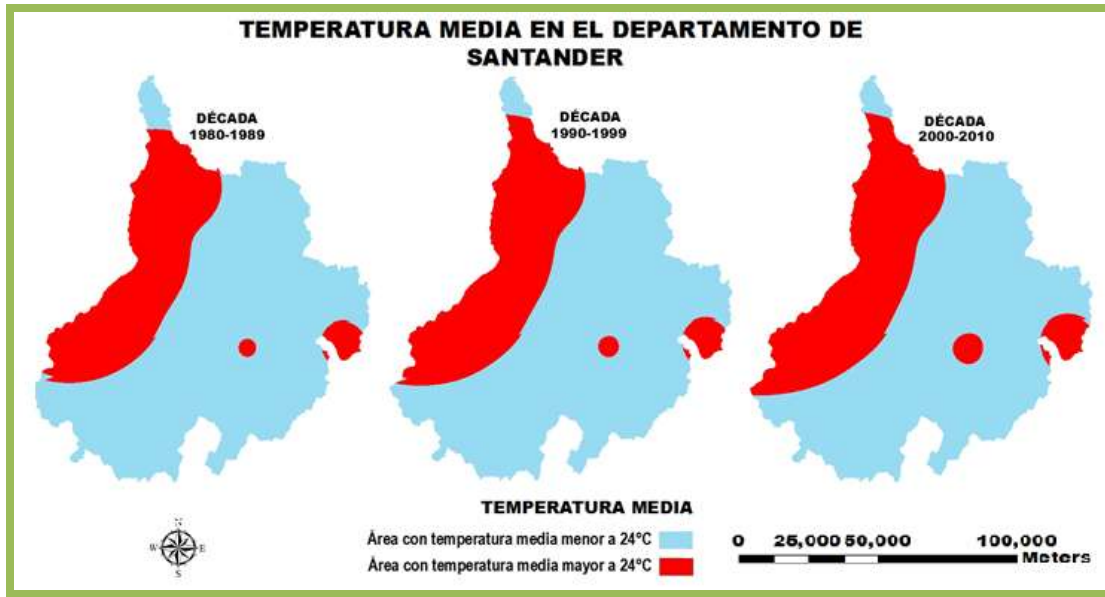 TEMPERATURA MEDIA EN EL DEPARTAMENTO DE
SANTANDER
DÉCADA
1980-1989
DÉCADA
1990-1999
DÉCADA
2000-2010
TEMPERATURA MEDIA
Área con temperatura media menor a 24°C
Área con temperatura media mayor a 24°C
N
W
E
S
0 25,000 50,000 100,000
Meters